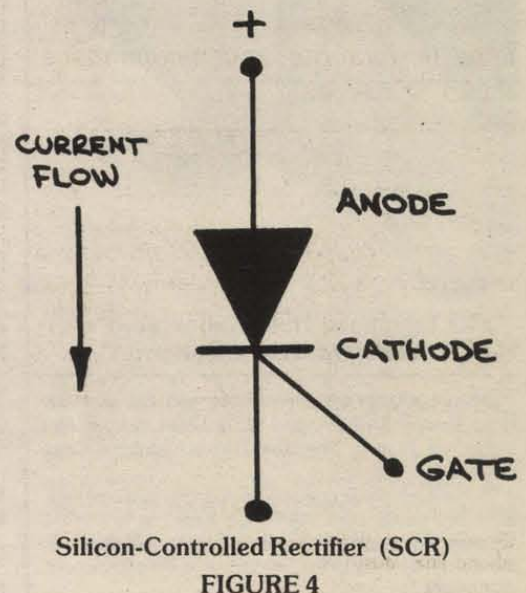 +
CURRENT
FLOW
ANODE
CATHODE
GATE
Silicon-Controlled Rectifier (SCR)
FIGURE 4